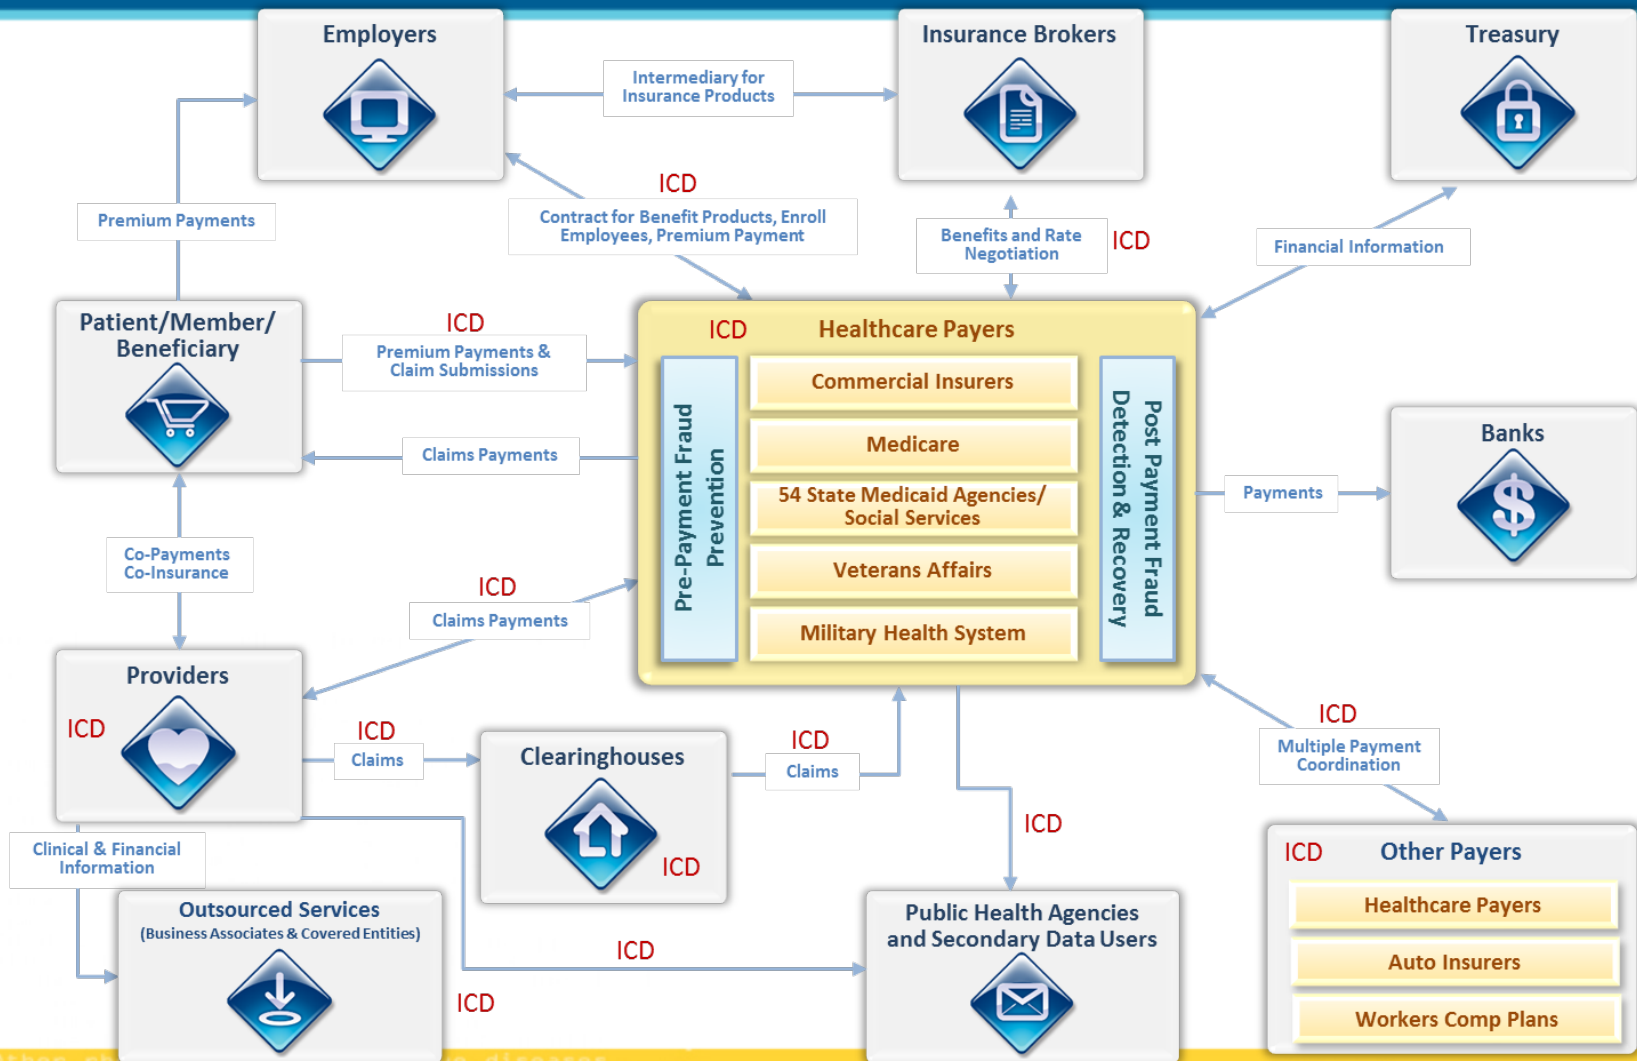 Employers
Insurance Brokers
Treasury
Intermediary for
Insurance Products
ICD
Premium Payments
Contract for Benefit Products, Enroll
Employees, Premium Payment
Benefits and Rate
Negotiation
ICD
Financial Information
Patient/Member/
Beneficiary
ICD
Premium Payments &
Claim Submissions
Claims Payments
ICD
Healthcare Payers
Pre-Payment Fraud
Prevention
Commercial Insurers
Medicare
54 State Medicaid Agencies/
Social Services
Veterans Affairs
Military Health System
Post Payment Fraud
Detection & Recovery
Banks
Payments
Co-Payments
Co-Insurance
ICD
Claims Payments
Providers
ICD
ICD
Claims
Clearinghouses
ICD
ICD
Claims
ICD
ICD
Multiple Payment
Coordination
Clinical & Financial
Information
Outsourced Services
(Business Associates & Covered Entities)
ICD
ICD
Public Health Agencies
and Secondary Data Users
ICD
Other Payers
Healthcare Payers
Auto Insurers
Workers Comp Plans
diseases